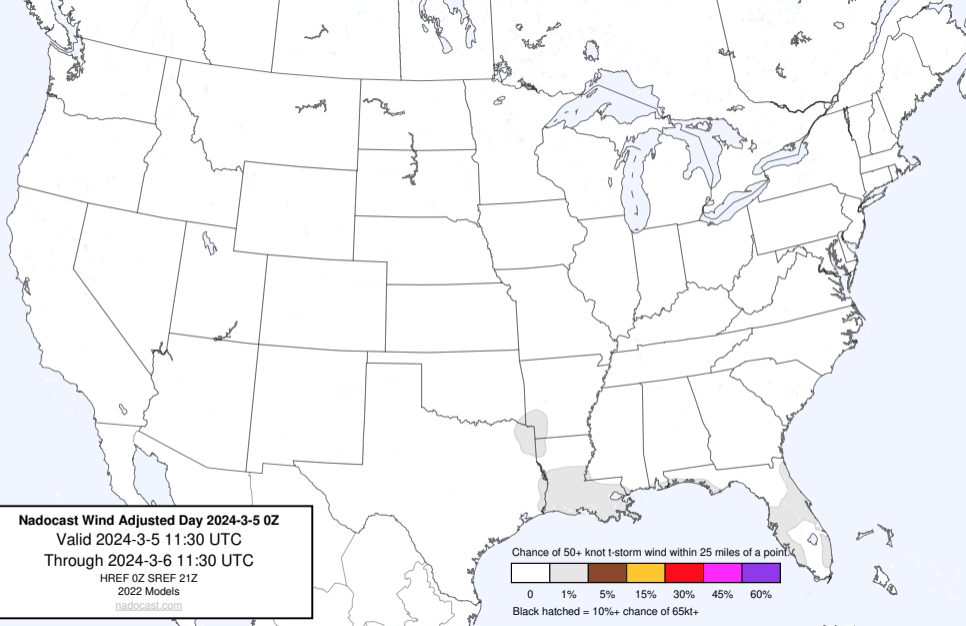 Nadocast Wind Adjusted Day 2024-3-5 0Z
Valid 2024-3-5 11:30 UTC
Through 2024-3-6 11:30 UTC
HREF 0Z SREF 21Z
2022 Models
nadocast.com
Chance of 50+ knot t-storm wind within 25 miles of a point.
0 1% 5% 15% 30% 45% 60%
Black hatched = 10%+ chance of 65kt+